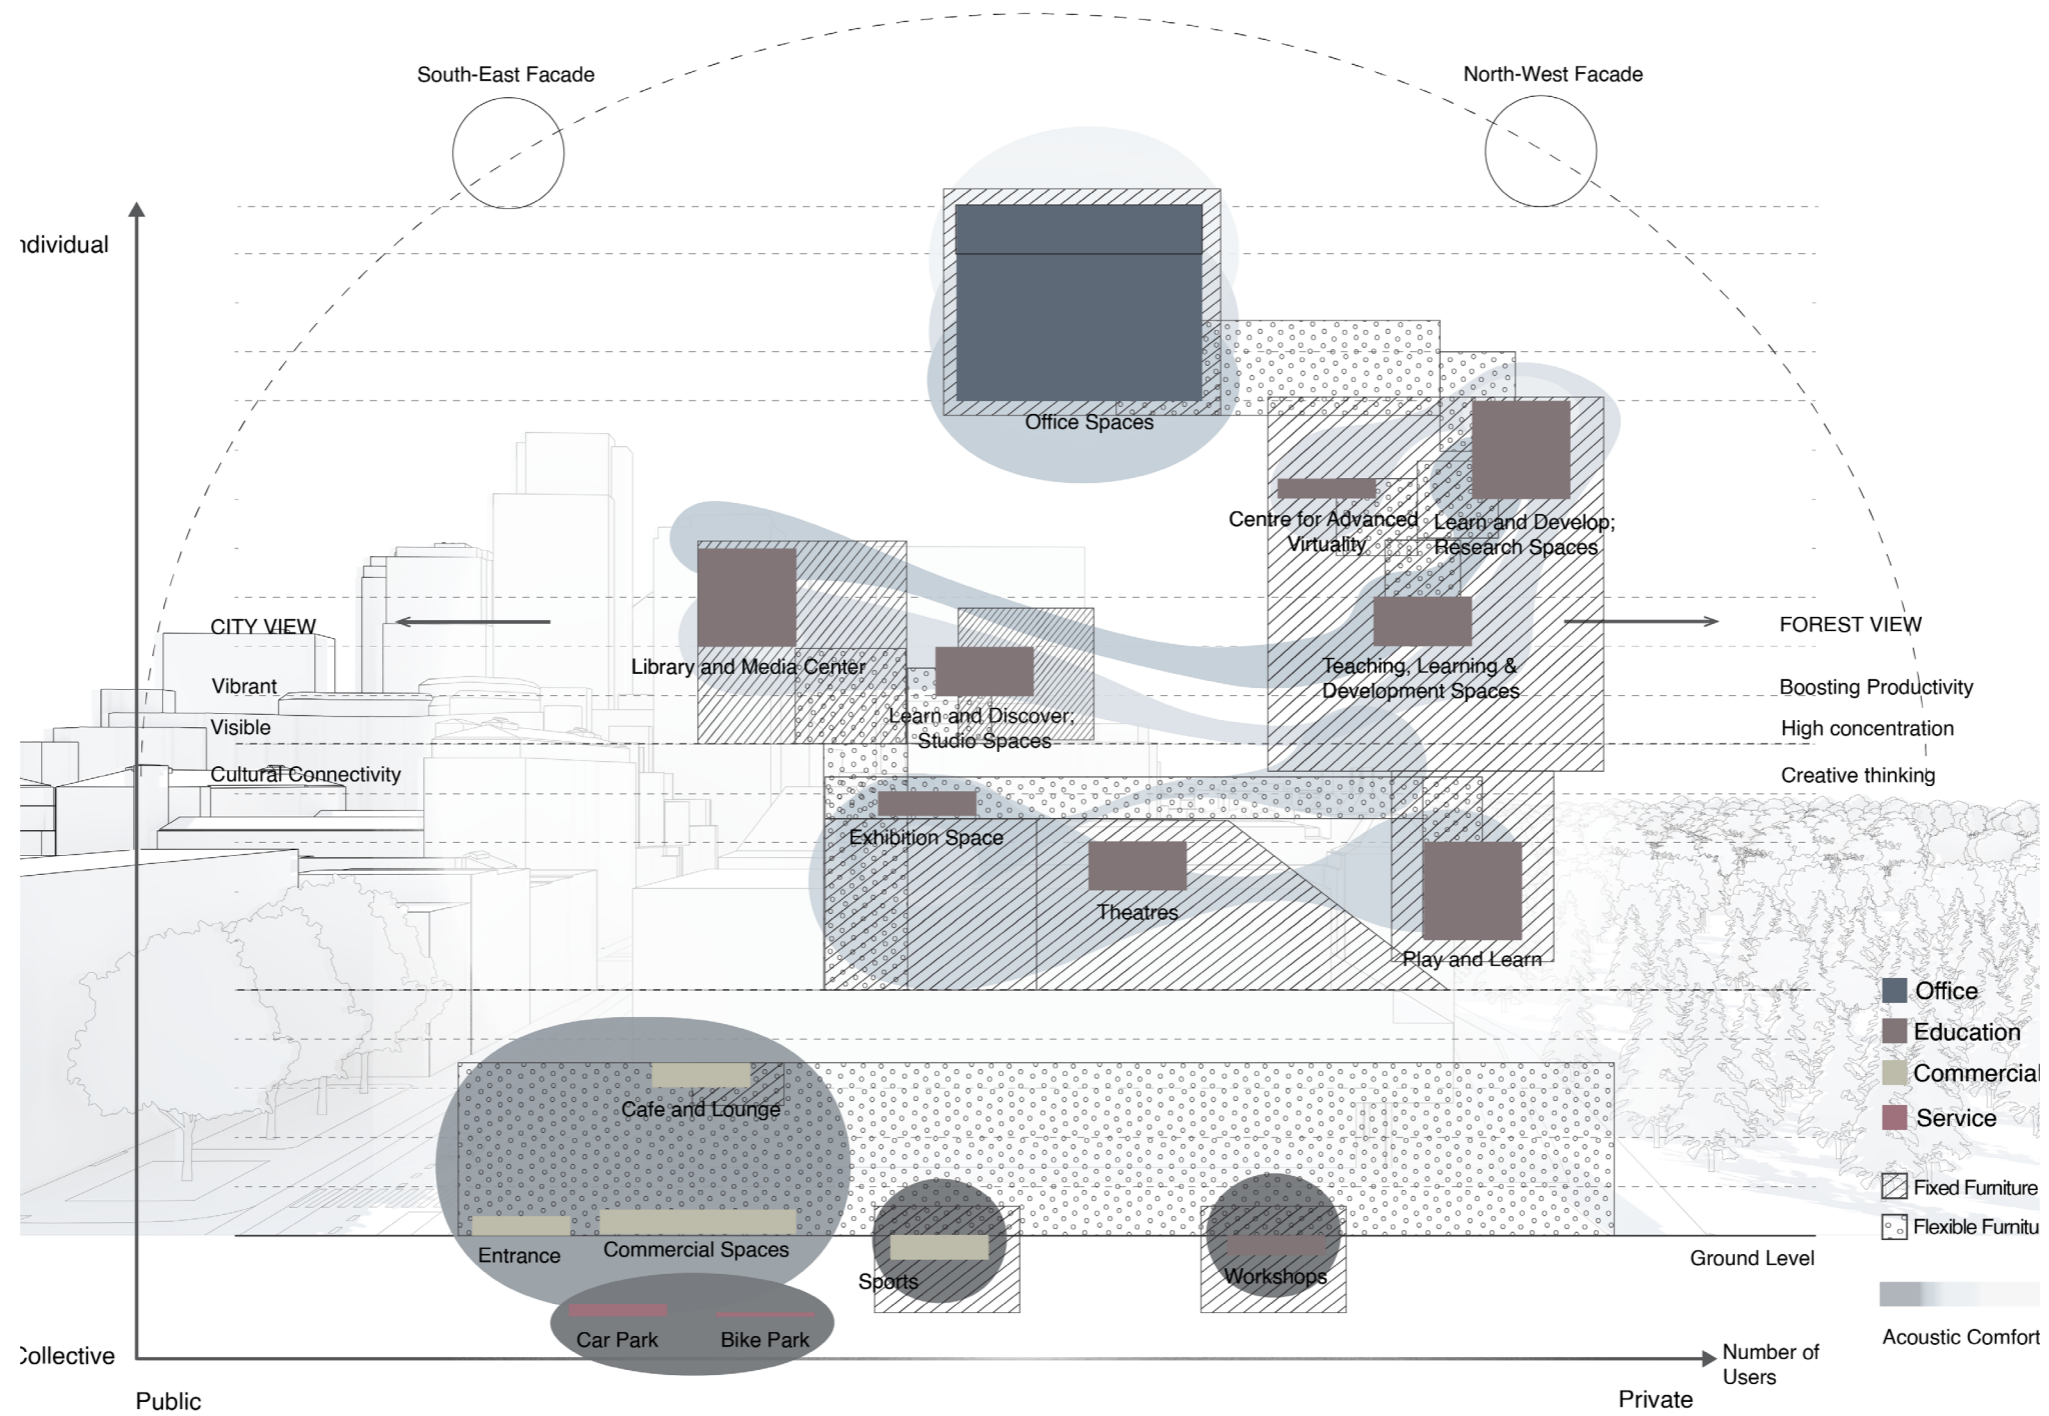 South-East Facade
North-West Facade
ndividual
Office Spaces
Centre for Advanced
Virtuality
Learn and Develop;
Research Spaces
CITY VIEW
FOREST VIEW
Library and Media Center
Teaching, Learning &
Development Spaces
Vibrant
Boosting Productivity
Learn and Discover;
Studio Spaces
Visible
High concentration
Cultural Connectivity
Creative thinking
Exhibition Space
Theatres
Play and Learn
Office
Education
Commercial
Service
Cafe and Lounge
Fixed Furniture
Flexible Furnitu
Entrance
Commercial Spaces
Ground Level
Sports
Workshops
Car Park
Bike Park
Acoustic Comfort
Collective
Number of
Users
Public
Private